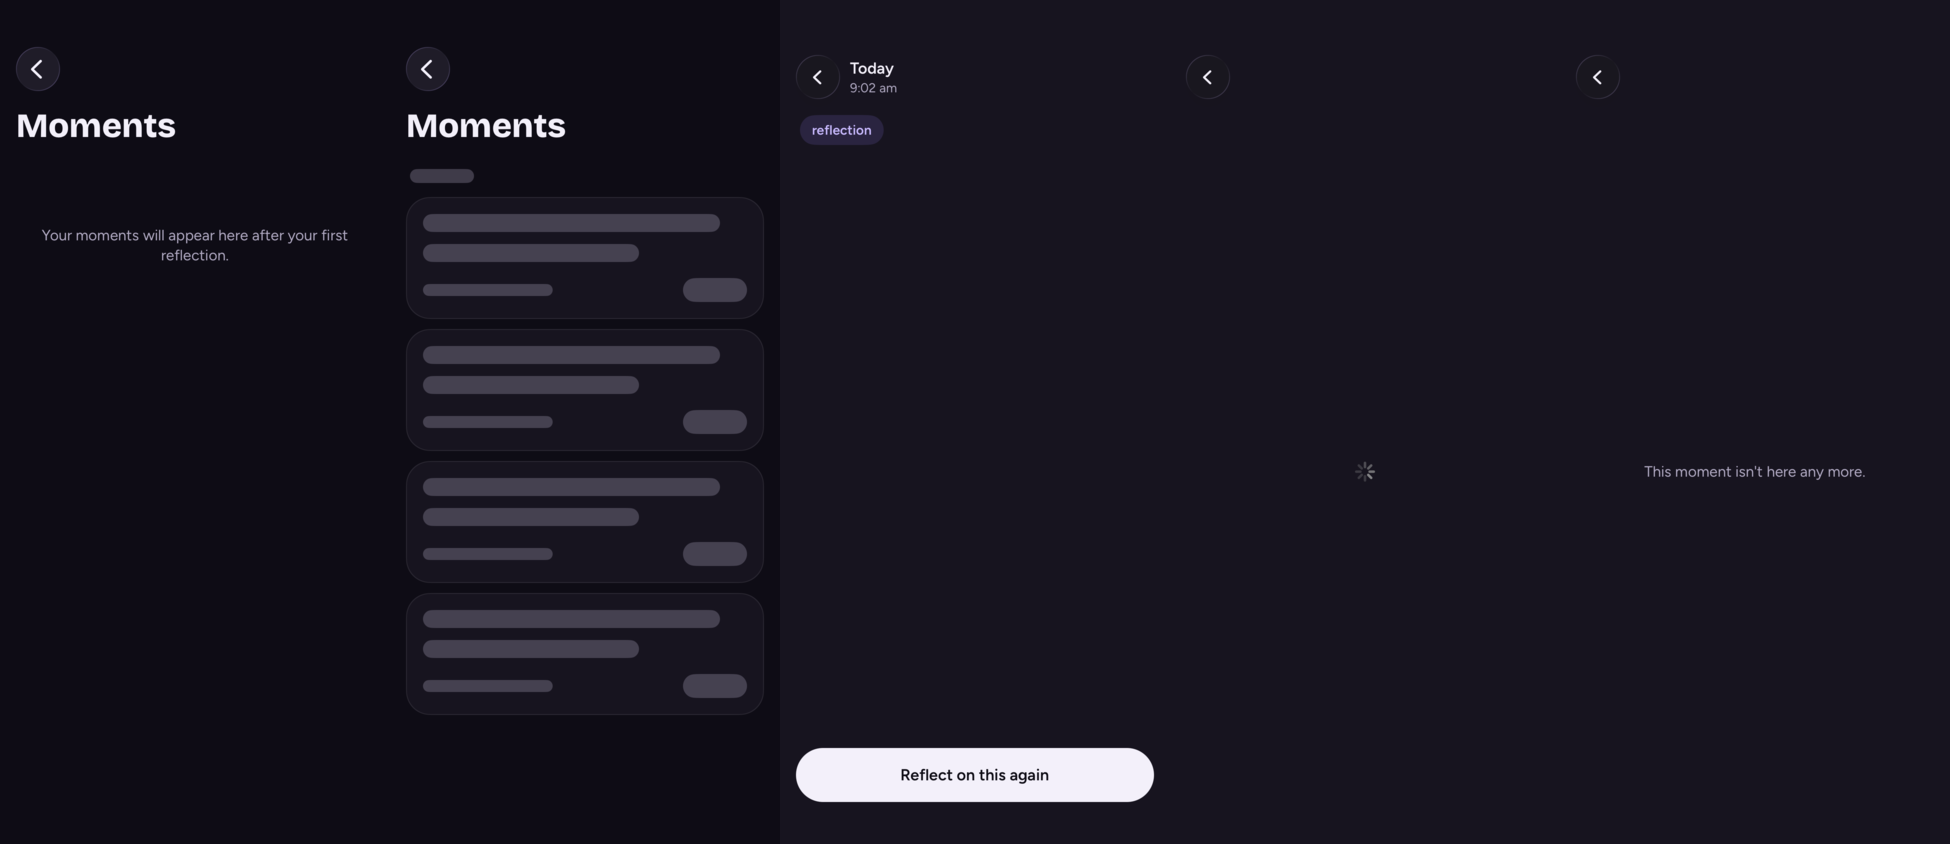 Moments
Your moments will appear here after your first
reflection.
Moments
Today
9:02 am
reflection
Reflect on this again
This moment isn't here any more.